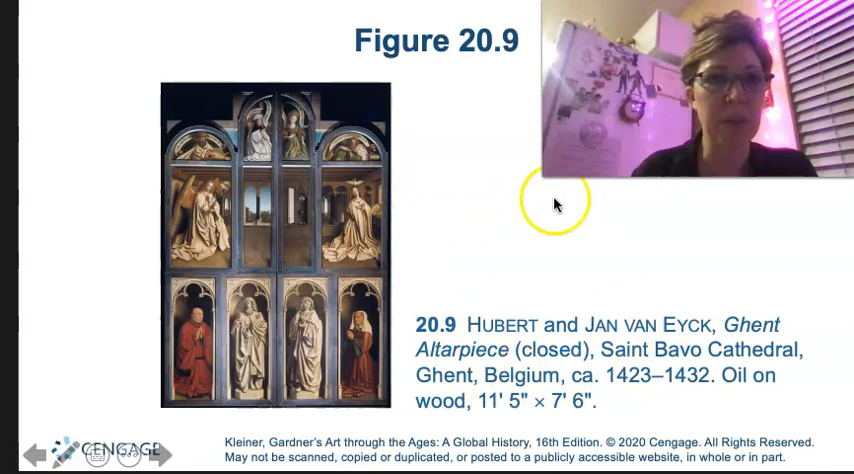 Figure 20.9
20.9 HUBERT and JAN VAN EYCK, Ghent
Altarpiece (closed), Saint Bavo Cathedral,
Ghent, Belgium, ca. 1423–1432. Oil on
wood, 11' 5" × 7' 6".
CENGAGE
Kleiner, Gardner's Art through the Ages: A Global History, 16th Edition. © 2020 Cengage. All Rights Reserved.
May not be scanned, copied or duplicated, or posted to a publicly accessible website, in whole or in part.